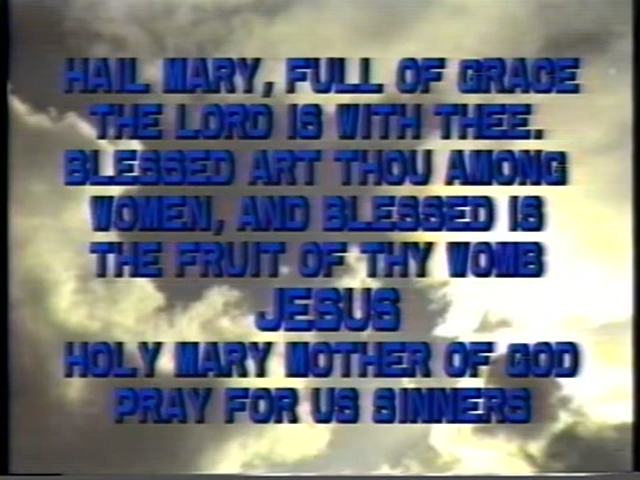 HAIL MARY, FULL OF GRACE
THE LORD IS WITH THEE.
BLESSED ART THOU AMONG
WOMEN, AND BLESSED IS
THE FRUIT OF THY WOMB
JESUS
HOLY MARY MOTHER OF GOD
PRAY FOR US SINNERS